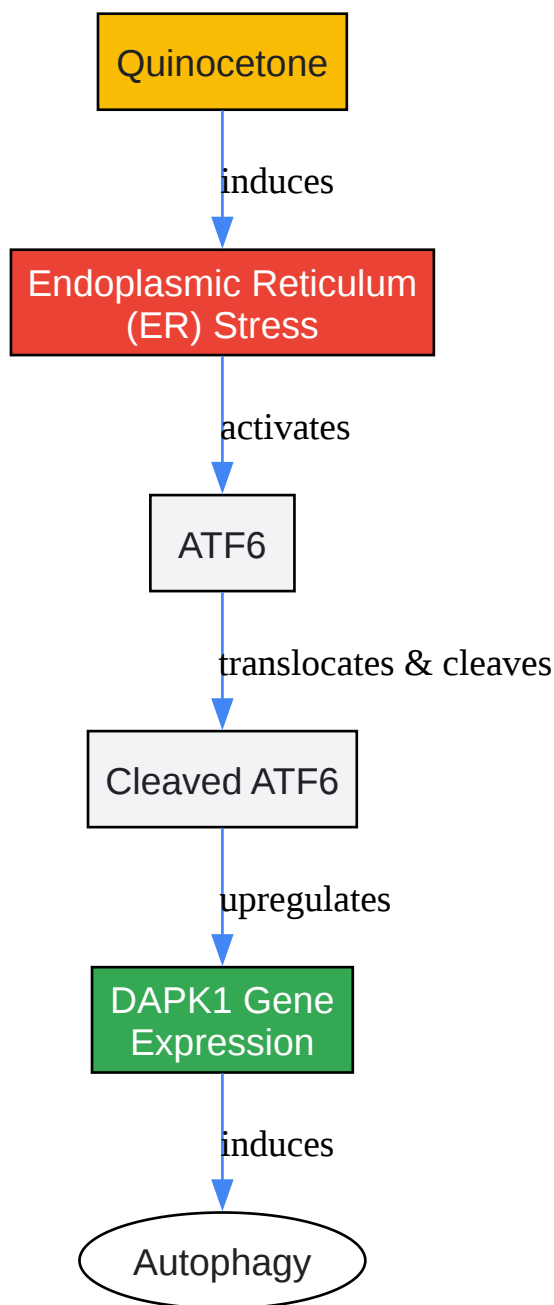 Quinocetone
induces
Endoplasmic Reticulum
(ER) Stress
activates
ATF6
translocates & cleaves
Cleaved ATF6
upregulates
DAPK1 Gene
Expression
induces
Autophagy